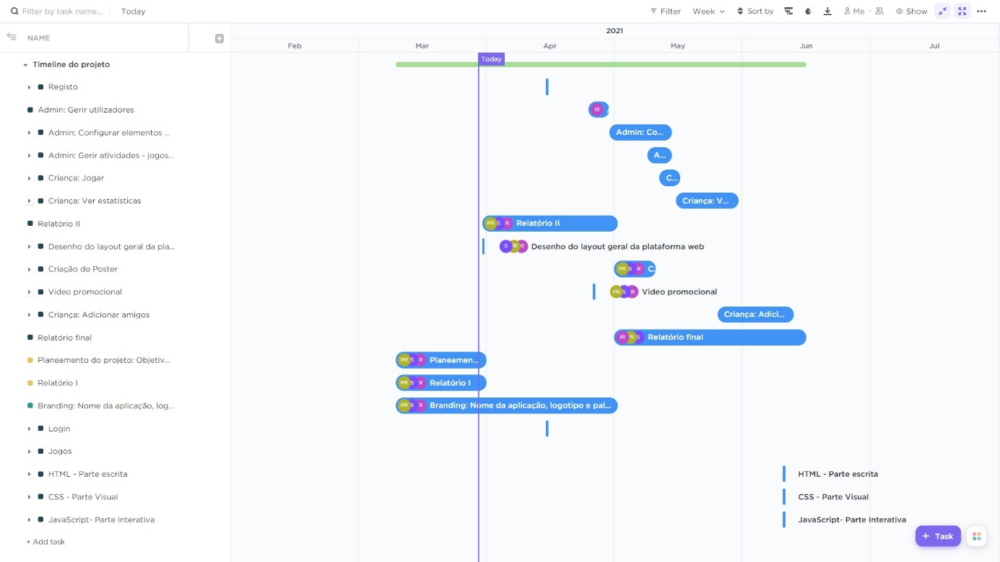 Filter by task name...
Today
Filter
Week
Sort by
Me
Show
NAME
2021
Feb
Mar
Apr
May
Jun
Jul
Today
Timeline do projeto
Registo
Admin: Gerir utilizadores
IR
Admin: Configurar elementos ...
Admin: Co...
Admin: Gerir atividades - jogos...
A...
Criança: Jogar
C...
Criança: Ver estatísticas
Criança: V...
Relatório II
PR S R Relatório II
Desenho do layout geral da pla...
S R R Desenho do layout geral da plataforma web
Criação do Poster
PR S R C.
Video promocional
PR S R Video promocional
Criança: Adicionar amigos
Criança: Adici...
Relatório final
IR R S Relatório final
Planeamento do projeto: Objetiv...
PR S R Planeamen...
Relatório I
PR S R Relatório I
Branding: Nome da aplicação, log...
PR S R Branding: Nome da aplicação, logotipo e pal...
Login
Jogos
HTML - Parte escrita
HTML - Parte escrita
CSS - Parte Visual
CSS - Parte Visual
JavaScript- Parte Interativa
JavaScript- Parte Interativa
+ Add task
+ Task